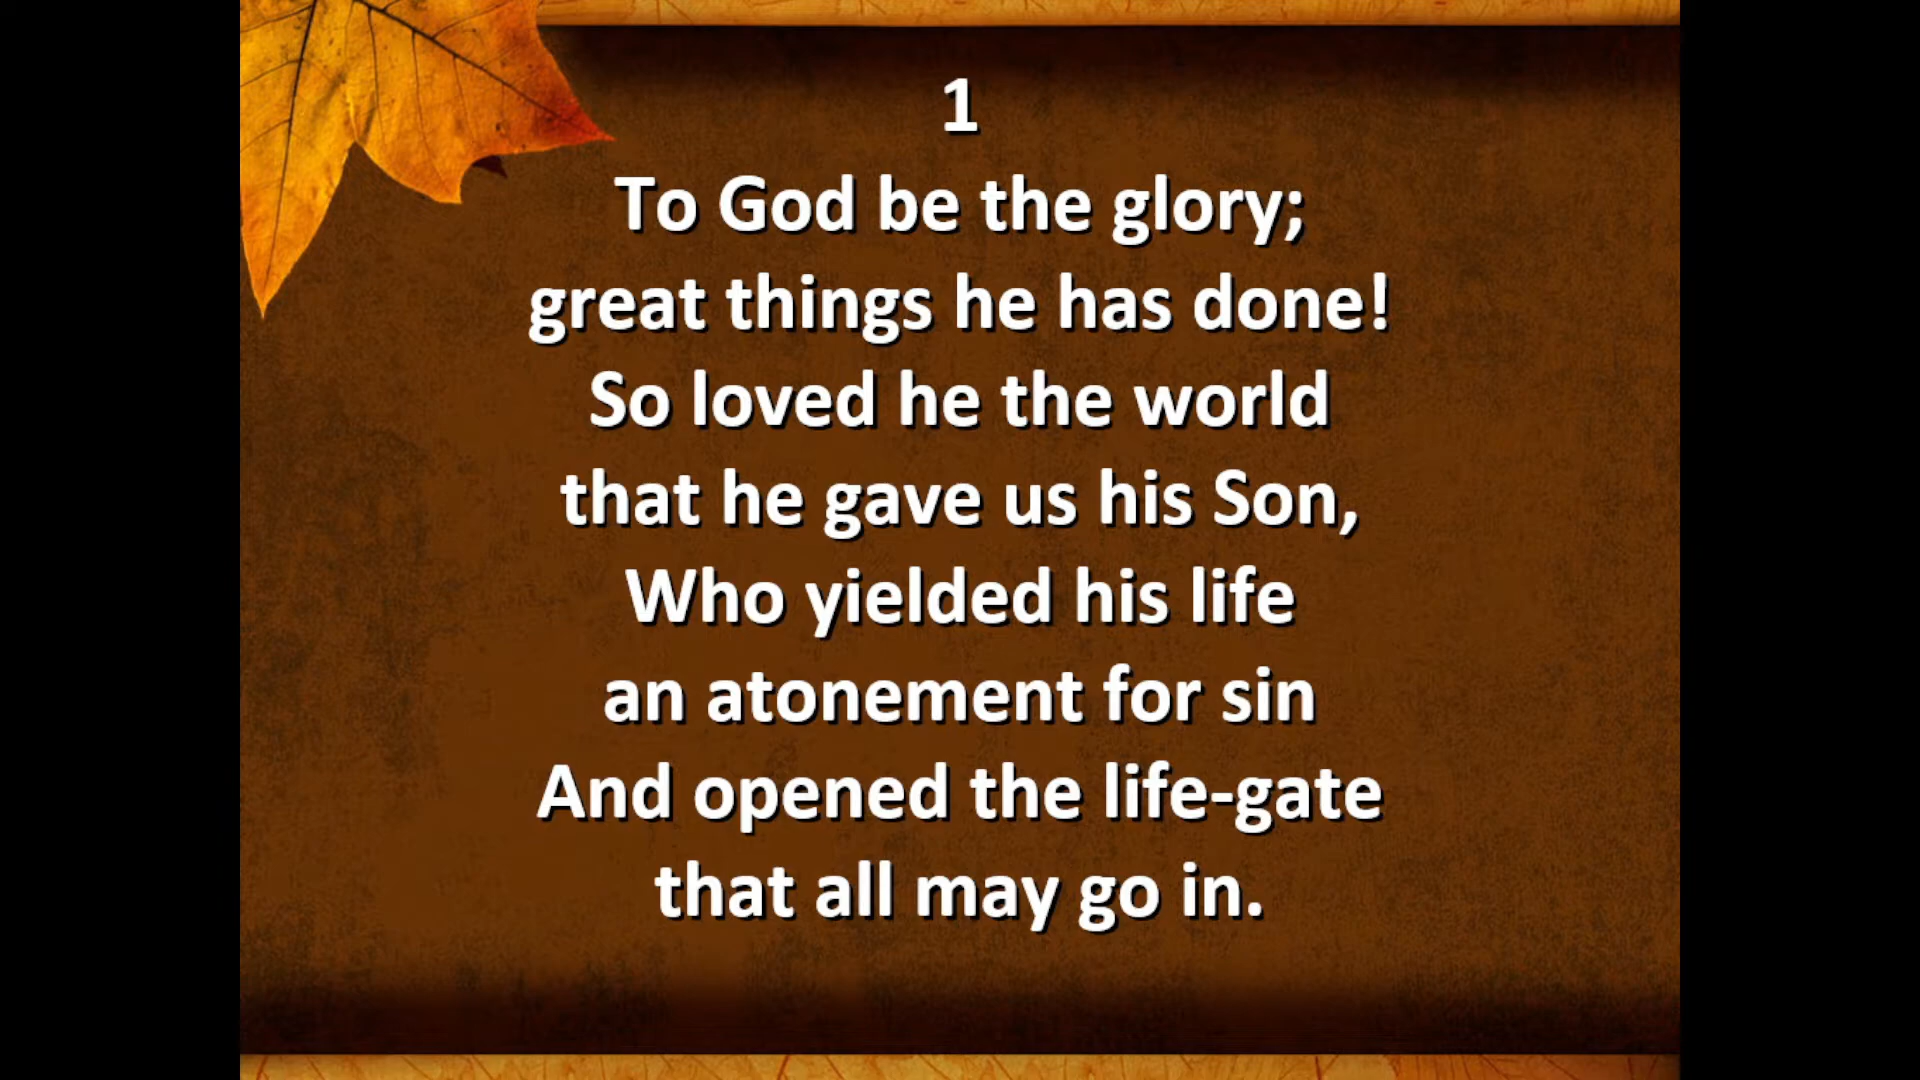 1
To God be the glory;
great things he has done!
So loved he the world
that he gave us his Son,
Who yielded his life
an atonement for sin
And opened the life-gate
that all may go in.